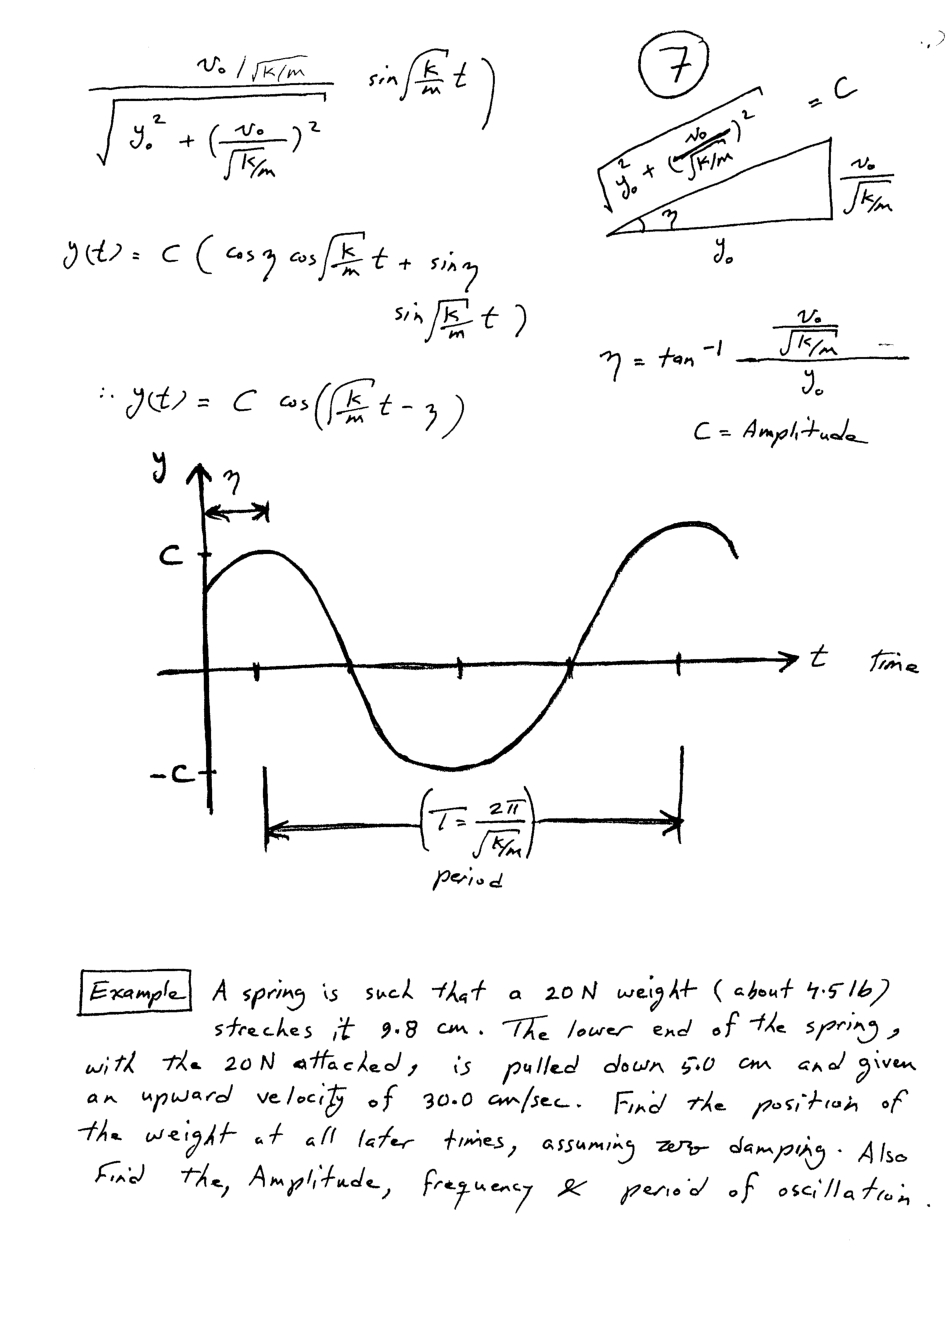 7
v₀ / √(k/m) sin √(k/m) t )
√( y₀² + ( v₀ / √(k/m) )² )
√( y₀² + ( v₀ / √(k/m) )² ) = C
v₀ / √(k/m)
η
y₀
y(t) = C ( cos η cos √(k/m) t + sin η
sin √(k/m) t )
η = tan⁻¹ ( v₀ / √(k/m) ) / y₀
∴ y(t) = C cos( √(k/m) t - η )
C = Amplitude
y
η
C
t time
-C
( T = 2π / √(k/m) )
period
Example A spring is such that a 20 N weight ( about 4.5 lb)
streches it 9.8 cm. The lower end of the spring,
with the 20 N attached, is pulled down 5.0 cm and given
an upward velocity of 30.0 cm/sec. Find the position of
the weight at all later times, assuming zero damping. Also
Find the, Amplitude, frequency & period of oscillation.